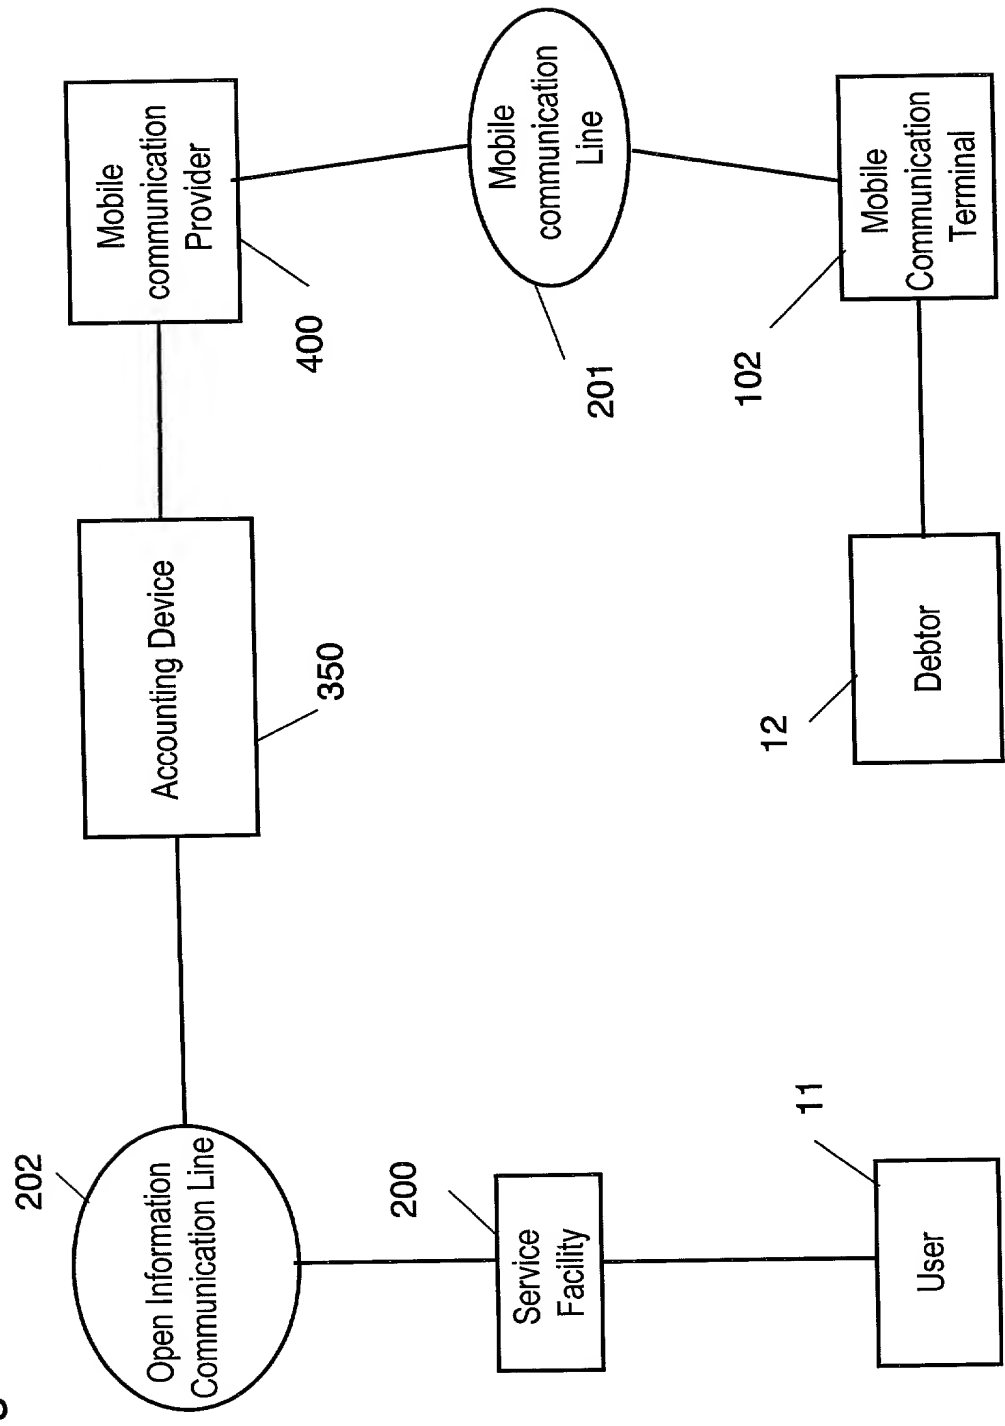 202
Open Information
Communication Line
Accounting Device
350
Mobile
communication
Provider
400
200
Service
Facility
Mobile
communication
Line
201
11
User
12
Debtor
102
Mobile
Communication
Terminal